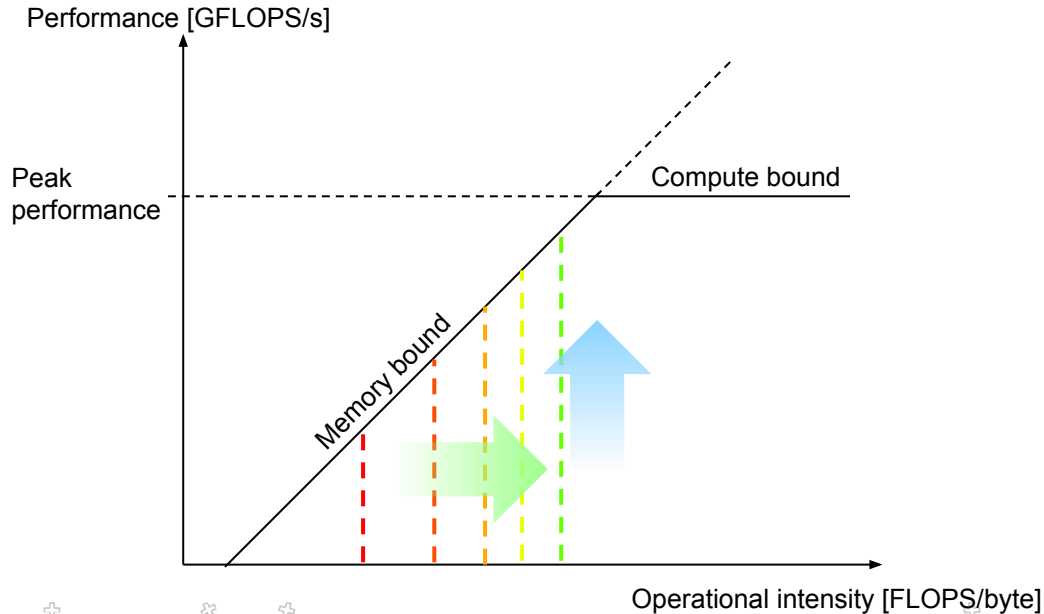 Performance [GFLOPS/s]
Peak
performance
Compute bound
Memory bound
Operational intensity [FLOPS/byte]